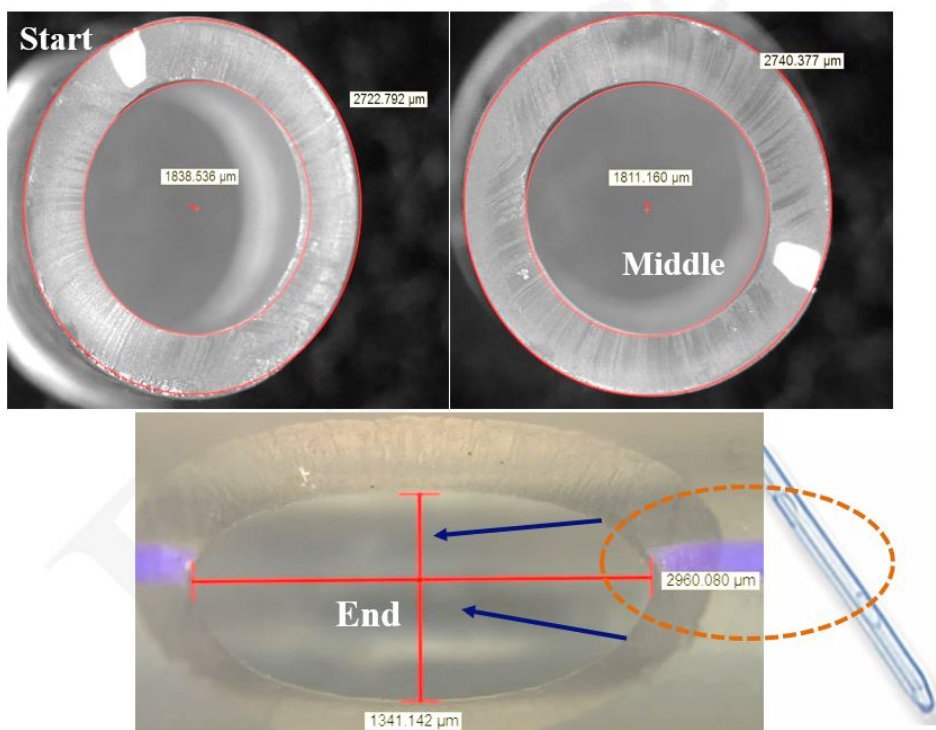 Start
2722.792 µm
1838.536 µm
2740.377 µm
1811.160 µm
Middle
2960.080 µm
End
1341.142 µm